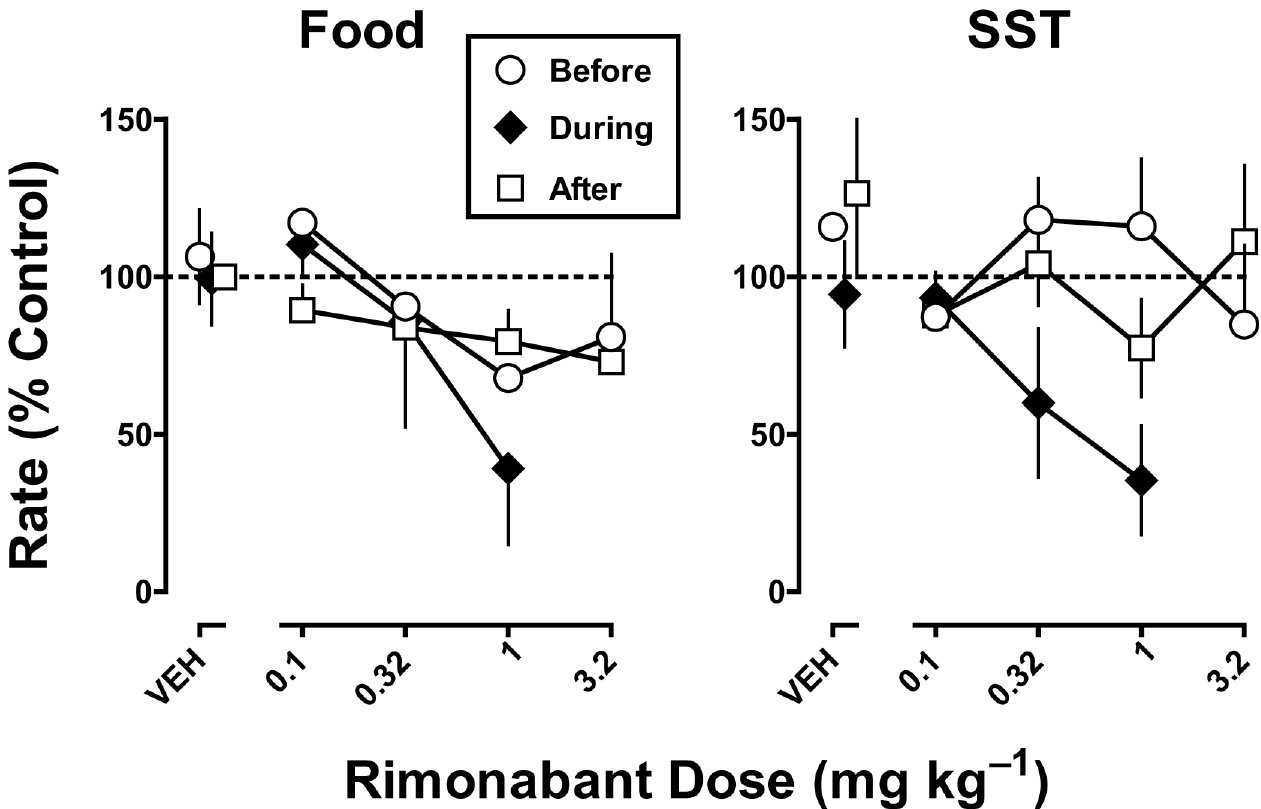 Food
SST
Before
During
After
Rate (% Control)
150
100
50
0
VEH
0.1
0.32
1
3.2
150
100
50
0
VEH
0.1
0.32
1
3.2
Rimonabant Dose (mg kg⁻¹)